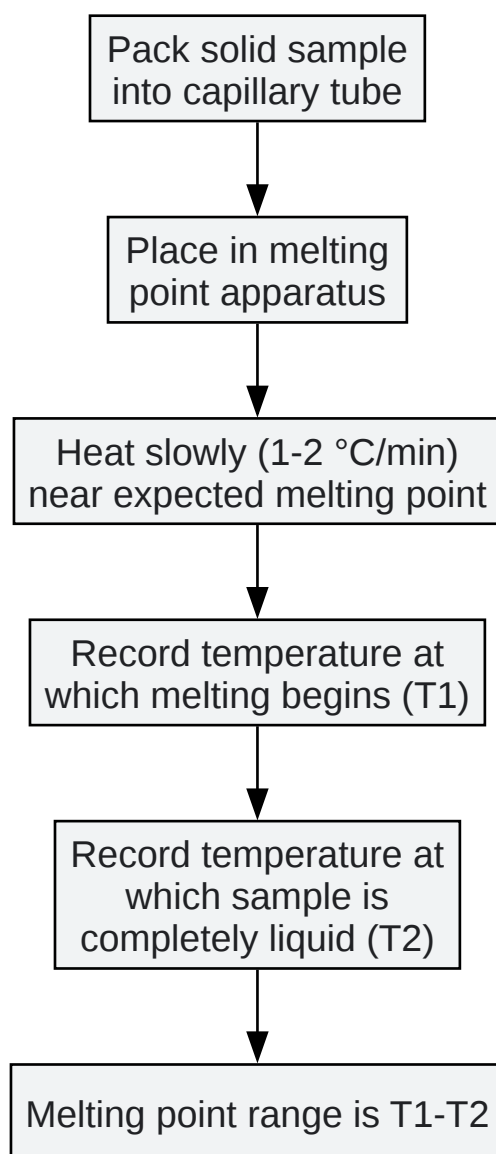 Pack solid sample
into capillary tube
Place in melting
point apparatus
Heat slowly (1-2 °C/min)
near expected melting point
Record temperature at
which melting begins (T1)
Record temperature at
which sample is
completely liquid (T2)
Melting point range is T1-T2